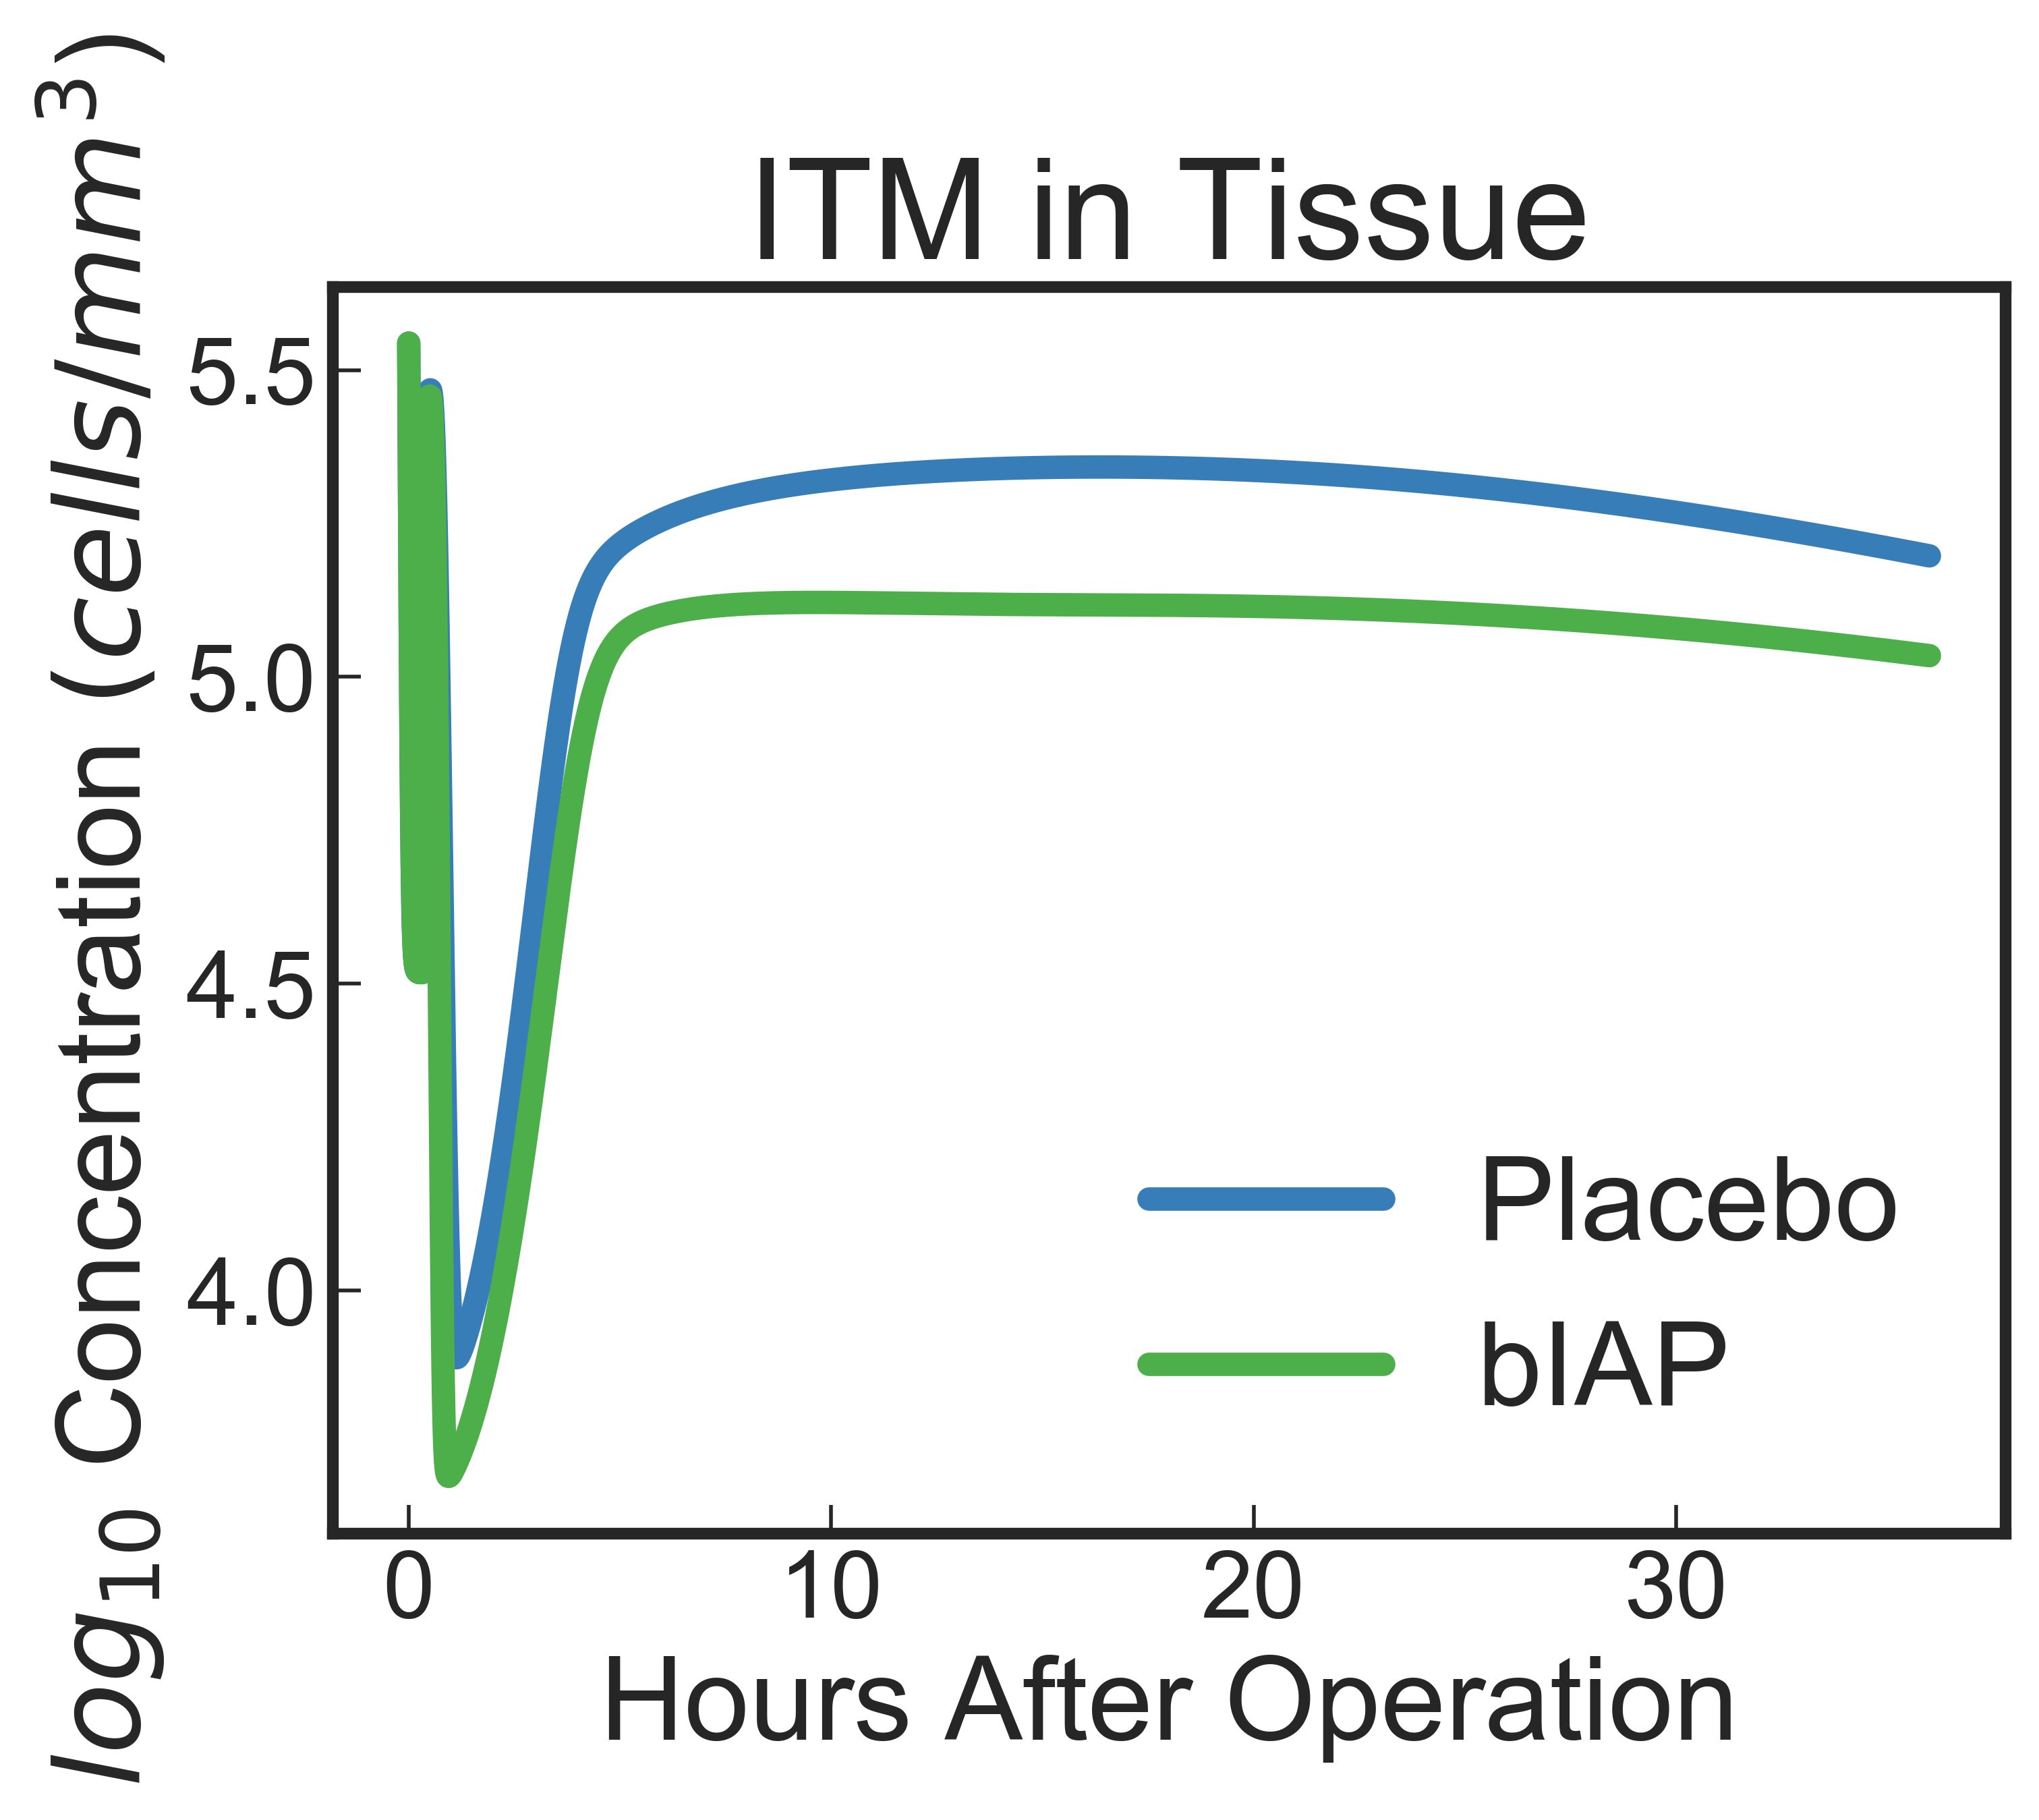 ITM in Tissue
log₁₀ Concentration (cells/mm³)
5.5
5.0
4.5
4.0
Placebo
bIAP
0 10 20 30
Hours After Operation